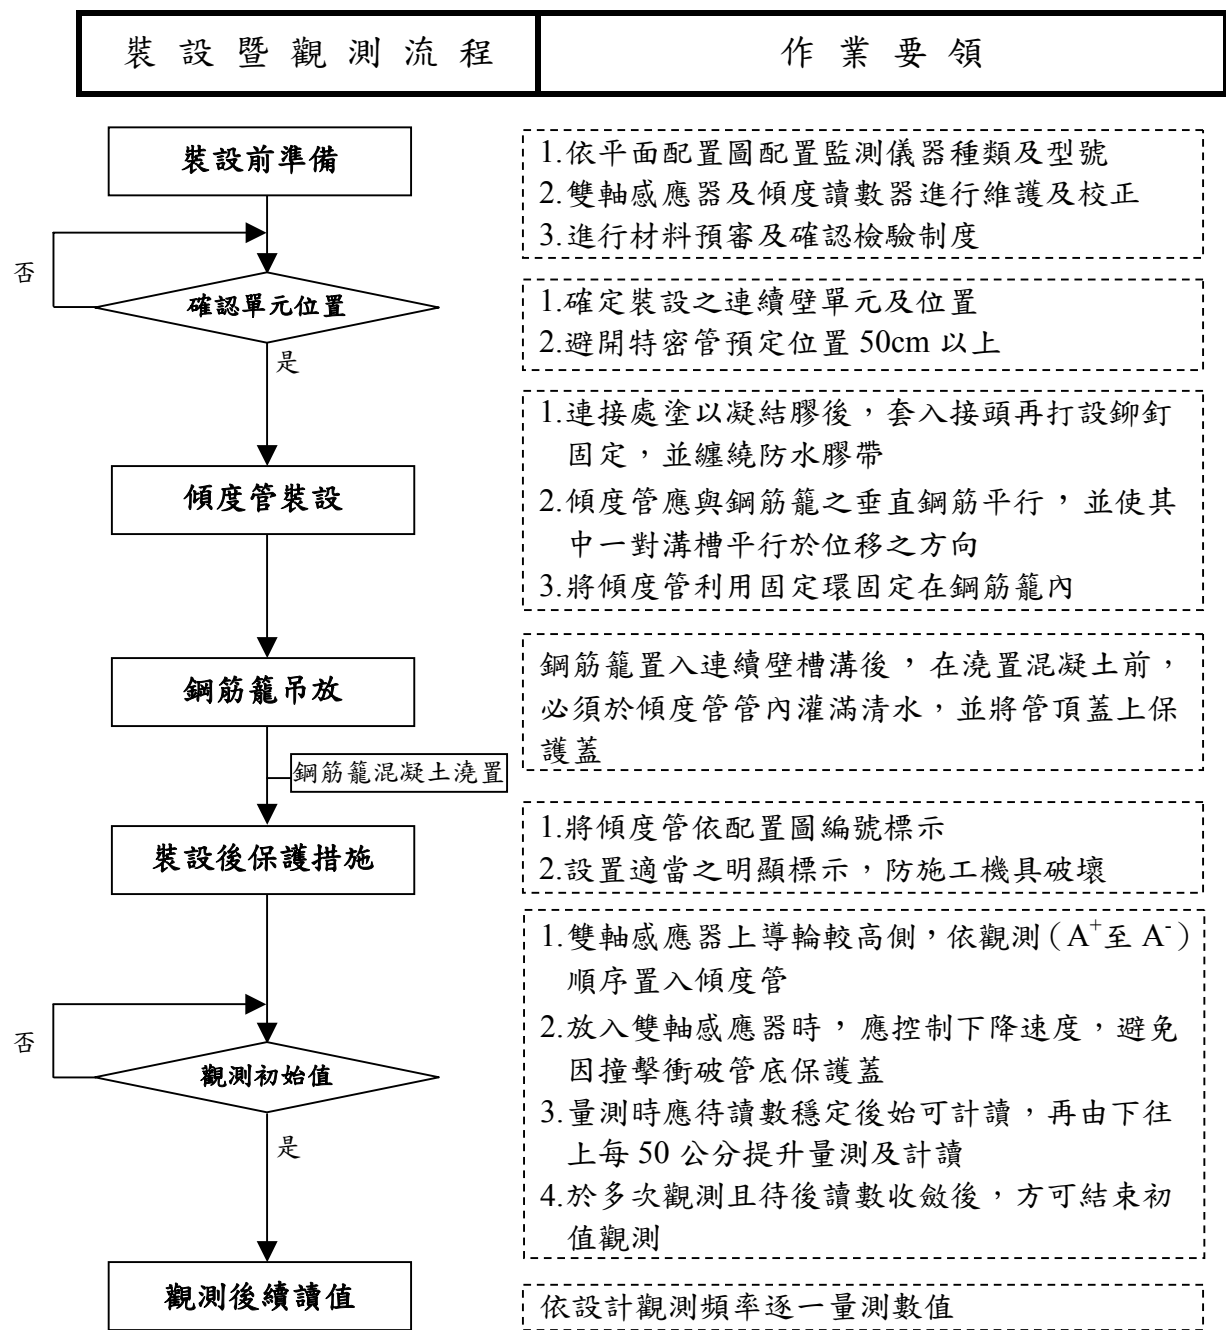 裝設暨觀測流程
作業要領
裝設前準備
1.依平面配置圖配置監測儀器種類及型號
2.雙軸感應器及傾度讀數器進行維護及校正
3.進行材料預審及確認檢驗制度
否
確認單元位置
是
1.確定裝設之連續壁單元及位置
2.避開特密管預定位置 50cm 以上
傾度管裝設
1.連接處塗以凝結膠後，套入接頭再打設鉚釘
固定，並纏繞防水膠帶
2.傾度管應與鋼筋籠之垂直鋼筋平行，並使其
中一對溝槽平行於位移之方向
3.將傾度管利用固定環固定在鋼筋籠內
鋼筋籠吊放
鋼筋籠置入連續壁槽溝後，在澆置混凝土前，
必須於傾度管管內灌滿清水，並將管頂蓋上保
護蓋
鋼筋籠混凝土澆置
裝設後保護措施
1.將傾度管依配置圖編號標示
2.設置適當之明顯標示，防施工機具破壞
否
觀測初始值
是
1.雙軸感應器上導輪較高側，依觀測（A⁺至 A⁻）
順序置入傾度管
2.放入雙軸感應器時，應控制下降速度，避免
因撞擊衝破管底保護蓋
3.量測時應待讀數穩定後始可計讀，再由下往
上每 50 公分提升量測及計讀
4.於多次觀測且待後讀數收斂後，方可結束初
值觀測
觀測後續讀值
依設計觀測頻率逐一量測數值